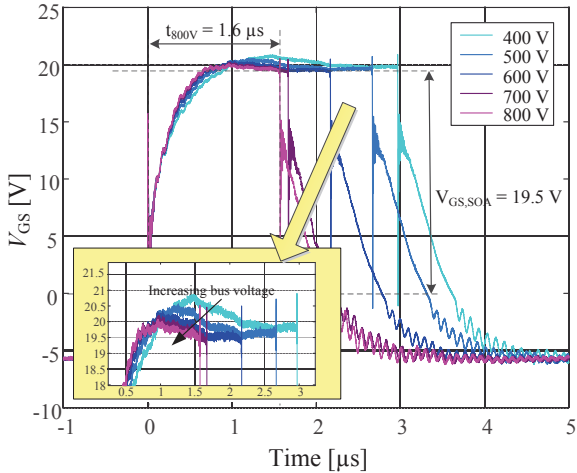 t800V = 1.6 µs
25
20
15
10
5
0
-5
-10
VGS [V]
400 V
500 V
600 V
700 V
800 V
VGS,SOA = 19.5 V
21.5
21
20.5
20
19.5
19
18.5
18
Increasing bus voltage
0.5
1
1.5
2
2.5
3
-1
0
1
2
3
4
5
Time [µs]